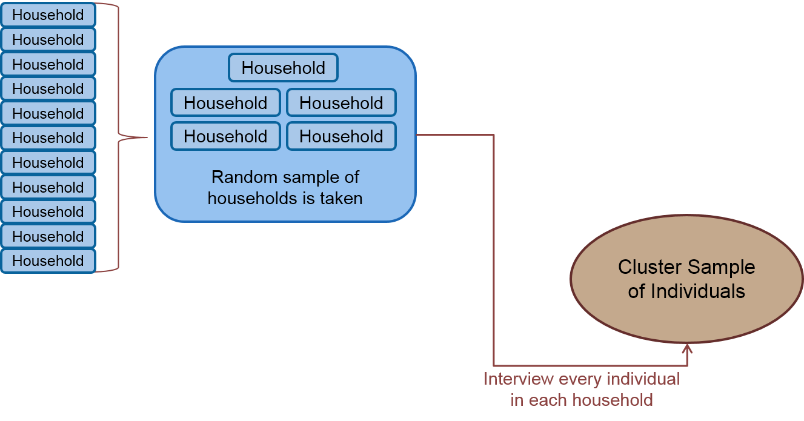 Household
Household
Household
Household
Household
Household
Household
Household
Household
Household
Household
Household
Household Household
Household Household
Random sample of
households is taken
Cluster Sample
of Individuals
Interview every individual
in each household